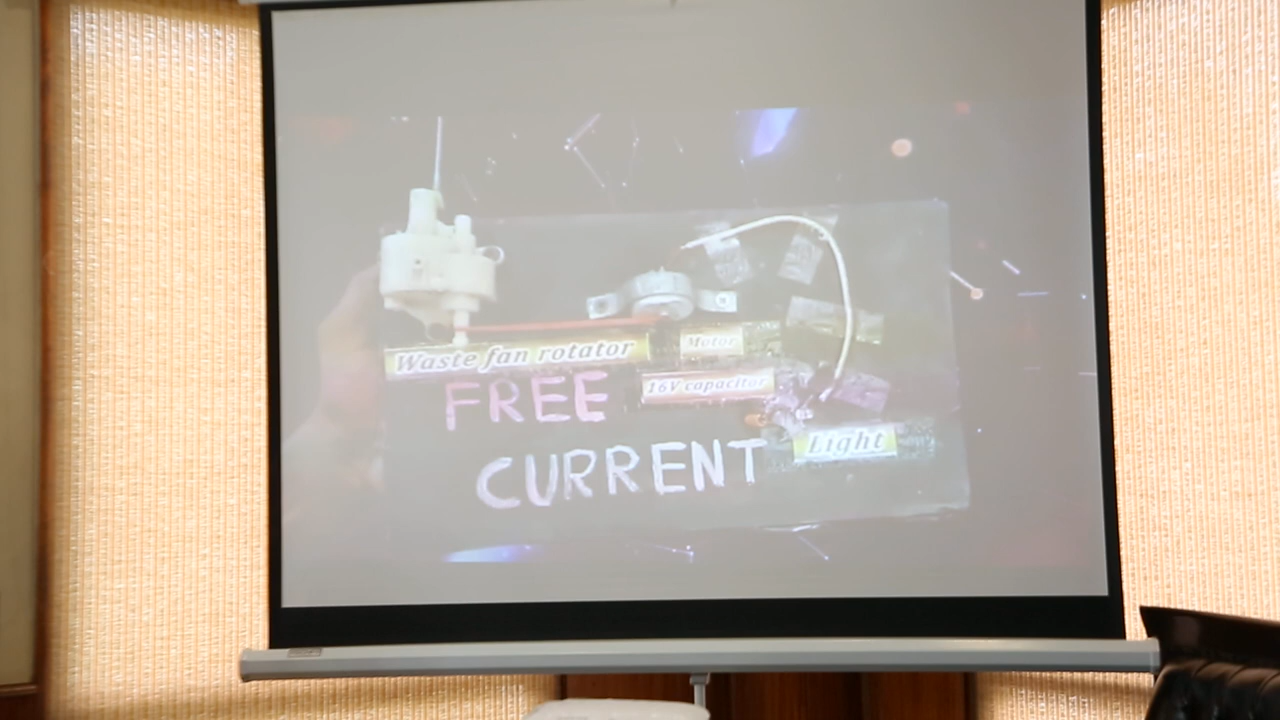 Waste fan rotator
Motor
16V capacitor
FREE
CURRENT
Light